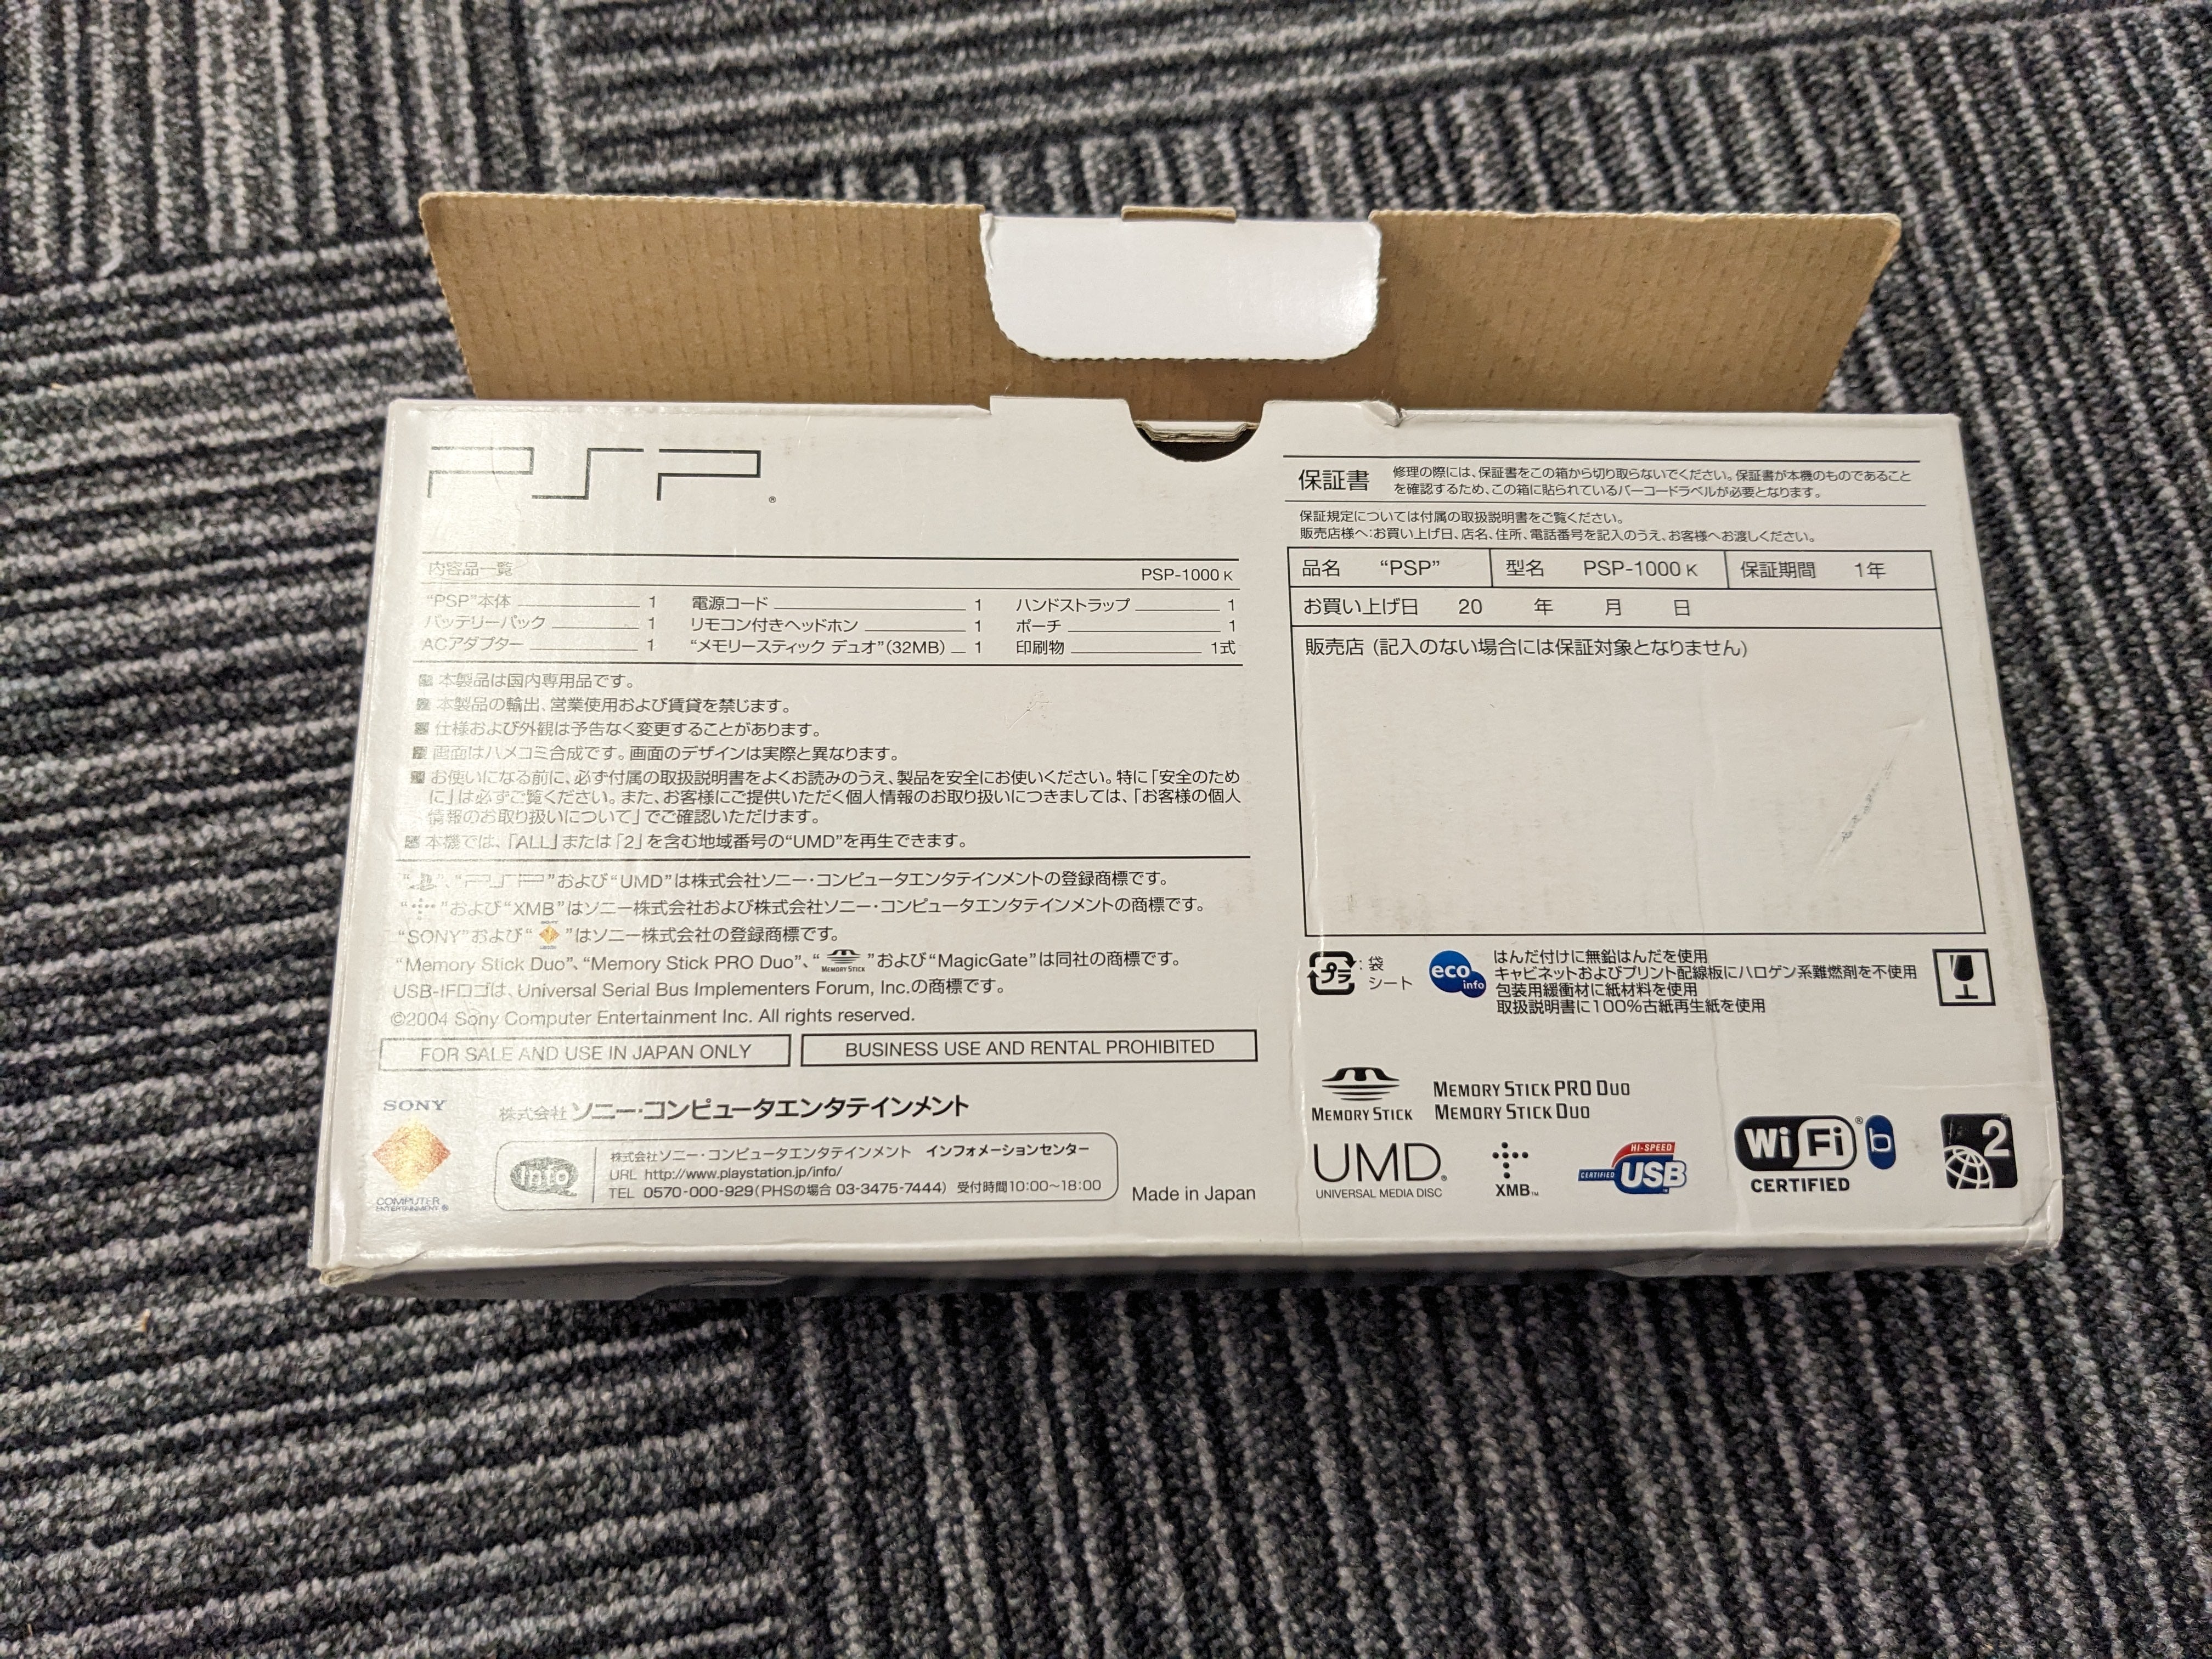 PSP®
内容品一覧 PSP-1000 K
“PSP”本体 1 電源コード 1 ハンドストラップ 1
バッテリーパック 1 リモコン付きヘッドホン 1 ポーチ 1
ACアダプター 1 “メモリースティック デュオ”(32MB) 1 印刷物 1式
本製品は国内専用品です。
本製品の輸出、営業使用および賃貸を禁じます。
仕様および外観は予告なく変更することがあります。
画面はハメコミ合成です。画面のデザインは実際と異なります。
お使いになる前に、必ず付属の取扱説明書をよくお読みのうえ、製品を安全にお使いください。特に「安全のため
に」は必ずご覧ください。また、お客様にご提供いただく個人情報のお取り扱いにつきましては、「お客様の個人
情報のお取り扱いについて」でご確認いただけます。
本機では、「ALL」または「2」を含む地域番号の“UMD”を再生できます。
“ ”、“PSP”および“UMD”は株式会社ソニー・コンピュータエンタテインメントの登録商標です。
“ ”および“XMB”はソニー株式会社および株式会社ソニー・コンピュータエンタテインメントの商標です。
“SONY”および“ ”はソニー株式会社の登録商標です。
“Memory Stick Duo”、“Memory Stick PRO Duo”、“MEMORY STICK”および“MagicGate”は同社の商標です。
USB-IFロゴは、Universal Serial Bus Implementers Forum, Inc.の商標です。
©2004 Sony Computer Entertainment Inc. All rights reserved.
FOR SALE AND USE IN JAPAN ONLY BUSINESS USE AND RENTAL PROHIBITED
SONY
COMPUTER
ENTERTAINMENT®
株式会社 ソニー・コンピュータエンタテインメント
Info
株式会社ソニー・コンピュータエンタテインメント インフォメーションセンター
URL http://www.playstation.jp/info/
TEL 0570-000-929(PHSの場合 03-3475-7444) 受付時間10:00〜18:00
Made in Japan
保証書
修理の際には、保証書をこの箱から切り取らないでください。保証書が本機のものであること
を確認するため、この箱に貼られているバーコードラベルが必要となります。
保証規定については付属の取扱説明書をご覧ください。
販売店様へ:お買い上げ日、店名、住所、電話番号を記入のうえ、お客様へお渡しください。
品名 “PSP” 型名 PSP-1000 K 保証期間 1年
お買い上げ日 20 年 月 日
販売店 (記入のない場合には保証対象となりません)
プラ : 袋
シート
eco info
はんだ付けに無鉛はんだを使用
キャビネットおよびプリント配線板にハロゲン系難燃剤を不使用
包装用緩衝材に紙材料を使用
取扱説明書に100%古紙再生紙を使用
MEMORY STICK
MEMORY STICK PRO DUO
MEMORY STICK DUO
UMD®
UNIVERSAL MEDIA DISC
XMB™
HI-SPEED
CERTIFIED USB
Wi Fi® b
CERTIFIED
2